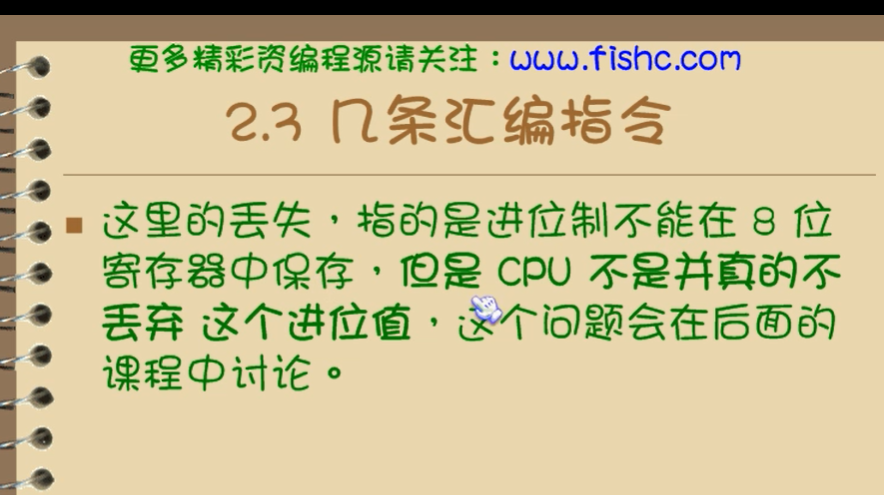 更多精彩资编程源请关注：www.fishc.com
2.3 几条汇编指令
■ 这里的丢失，指的是进位制不能在 8 位
寄存器中保存，但是 CPU 不是并真的不
丢弃 这个进位值，这个问题会在后面的
课程中讨论。